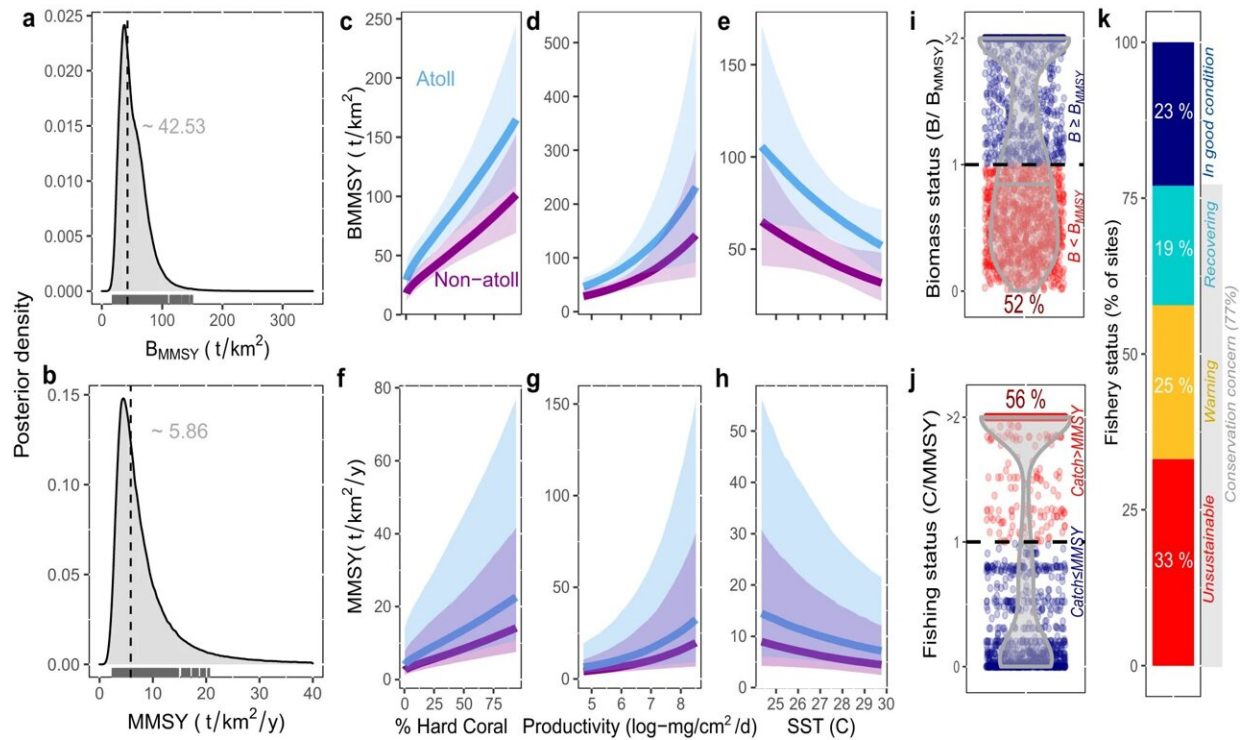 a
0.025
0.020
0.015
0.010
0.005
0.000
~ 42.53
0 100 200 300
B_MMSY ( t/km²)
Posterior density
b
0.15
0.10
0.05
0.00
~ 5.86
0 10 20 30 40
MMSY ( t/km²/y)
c
250
200
150
100
50
0
BMMSY ( t/km²)
Atoll
Non−atoll
d
500
400
300
200
100
0
e
150
100
50
f
80
60
40
20
0
MMSY( t/km²/y)
0 25 50 75
% Hard Coral
g
150
100
50
0
5 6 7 8
Productivity (log−mg/cm²/d)
h
50
40
30
20
10
0
25 26 27 28 29 30
SST (C)
i
>2
1
0
Biomass status (B/ B_MMSY)
B ≥ B_MMSY
B < B_MMSY
52 %
j
56 %
>2
1
0
Fishing status (C/MMSY)
Catch>MMSY
Catch≤MMSY
k
100
75
50
25
0
Fishery status (% of sites)
23 %
19 %
25 %
33 %
In good condition
Recovering
Warning
Unsustainable
Conservation concern (77%)